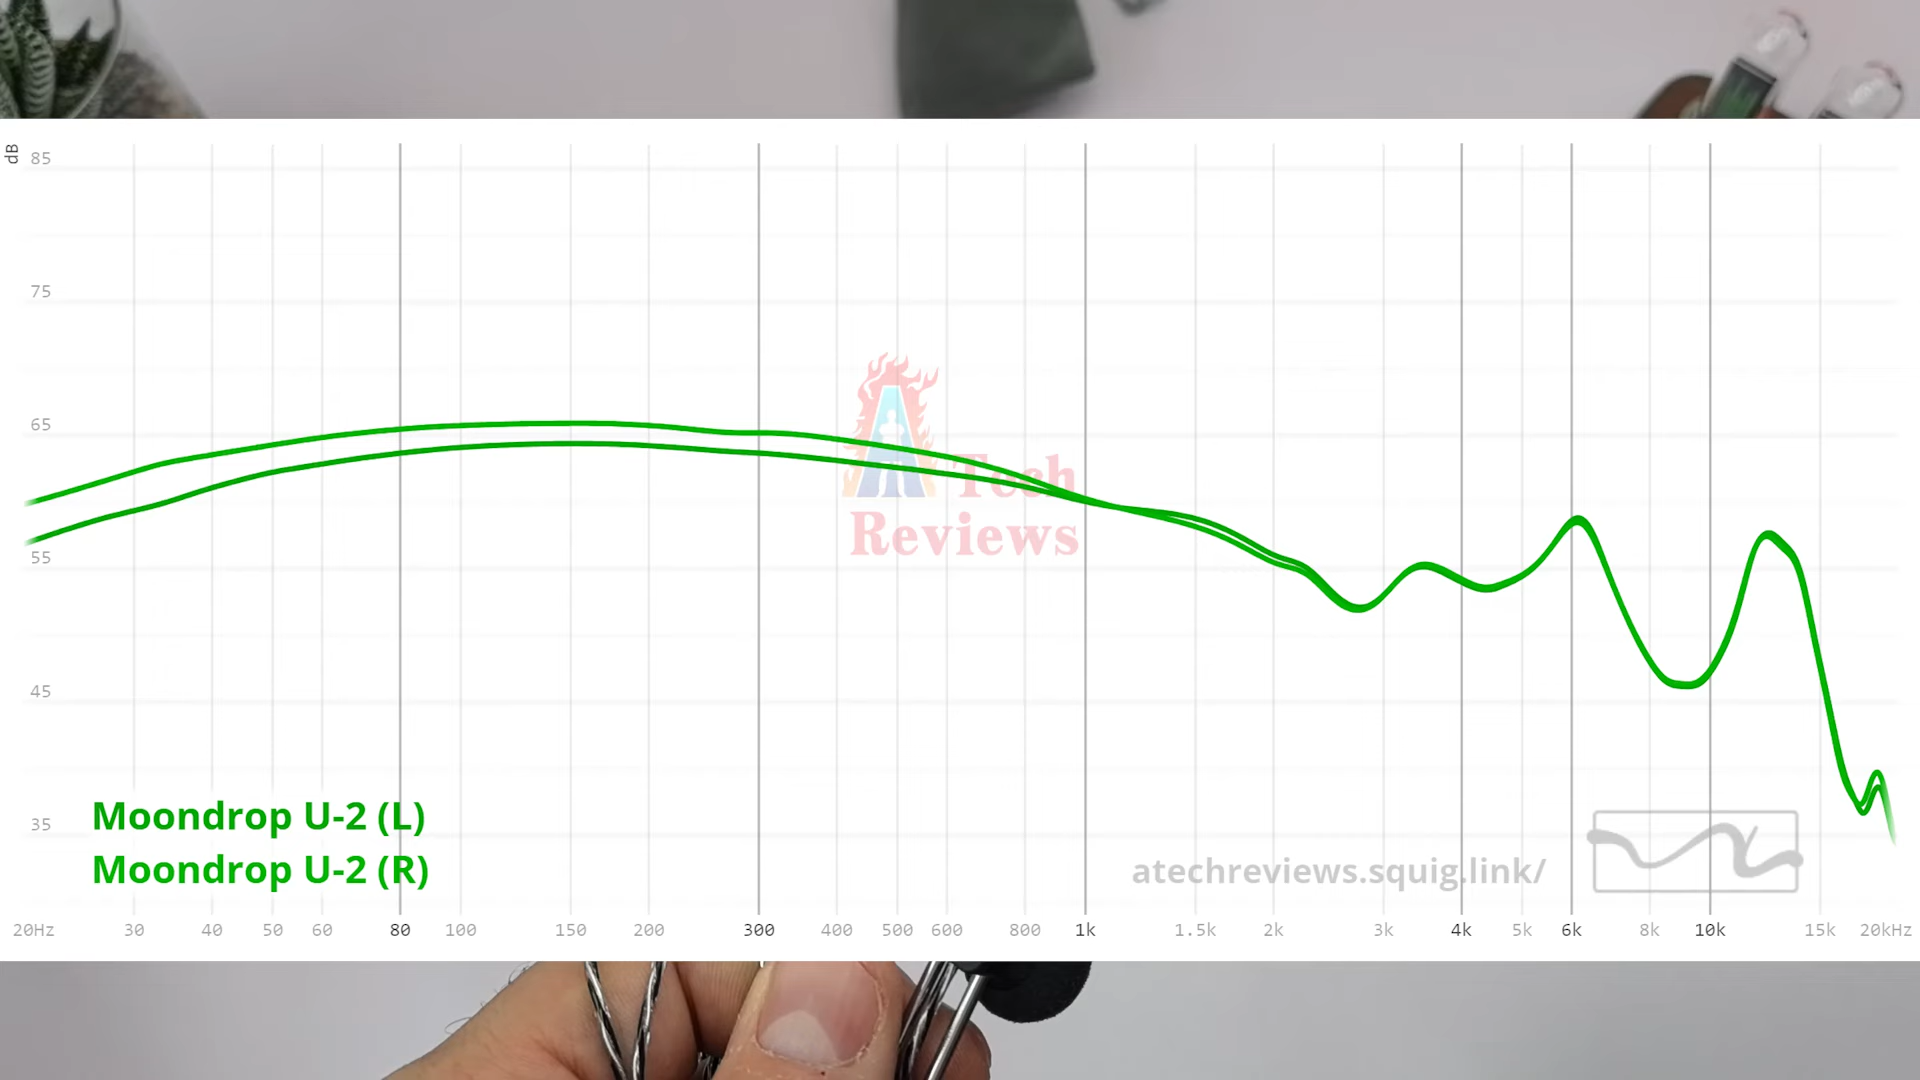 dB
85
75
65
55
45
35
A Tech
Reviews
Moondrop U-2 (L)
Moondrop U-2 (R)
atechreviews.squig.link/
20Hz 30 40 50 60 80 100 150 200 300 400 500 600 800 1k 1.5k 2k 3k 4k 5k 6k 8k 10k 15k 20kHz